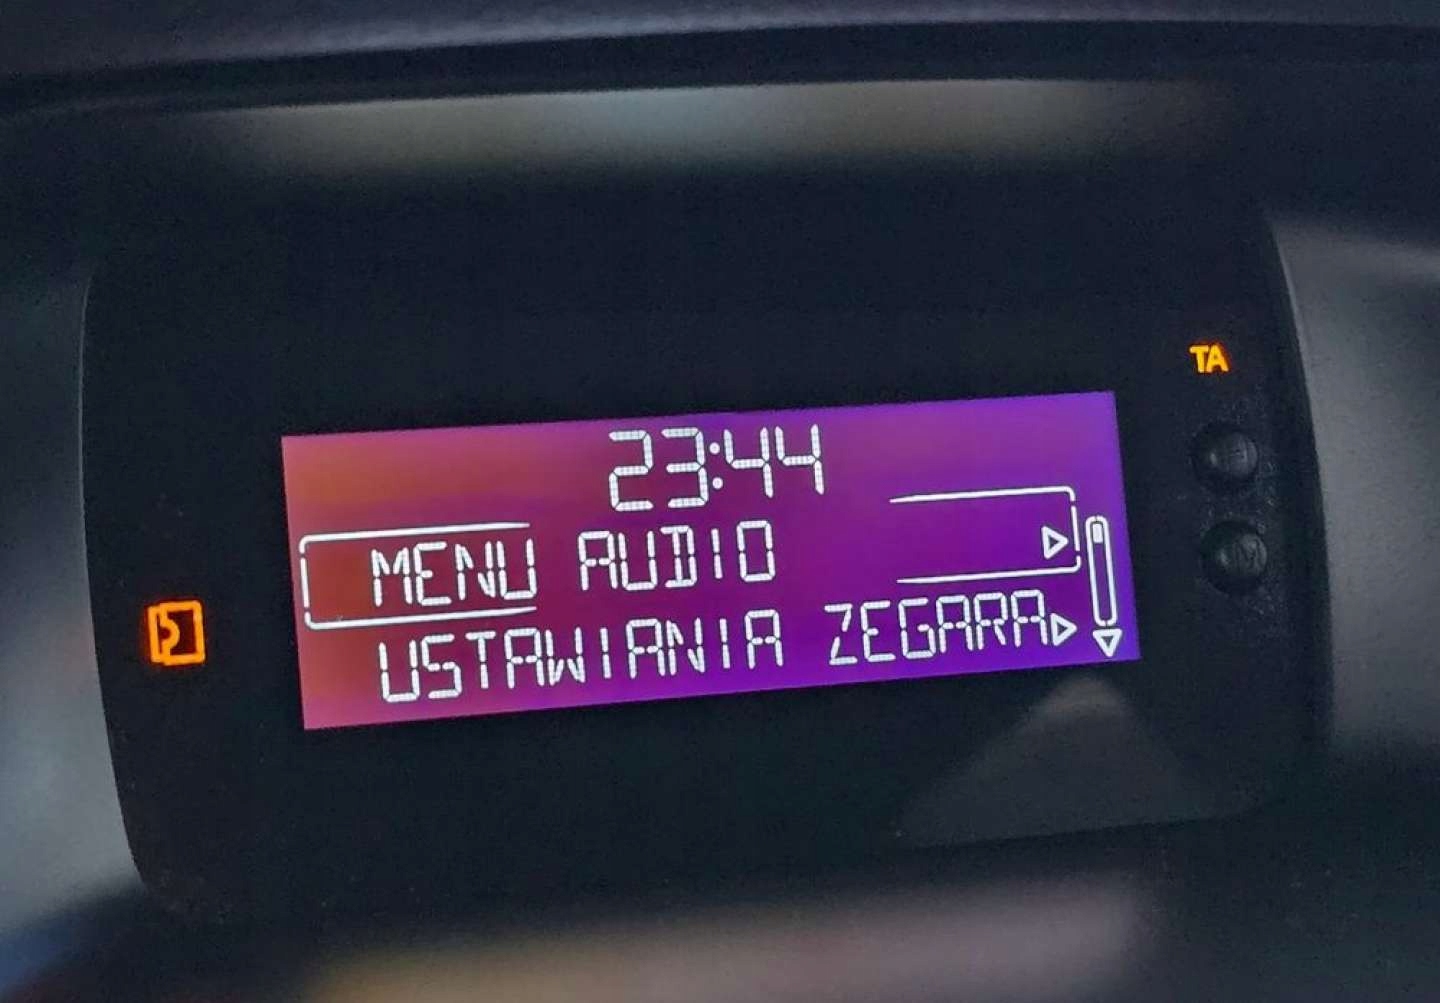 TA
23:44
MENU AUDIO
USTAWIANIA ZEGARA